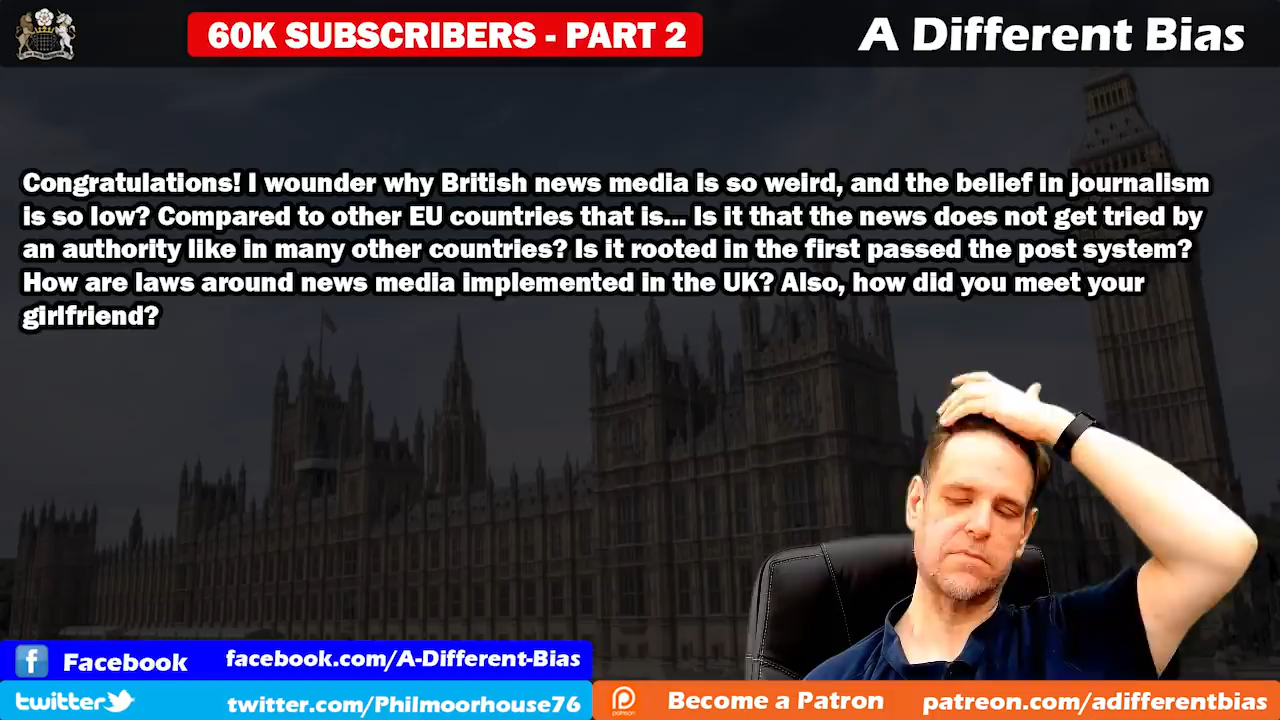 60K SUBSCRIBERS - PART 2
A Different Bias
Congratulations! I wounder why British news media is so weird, and the belief in journalism
is so low? Compared to other EU countries that is... Is it that the news does not get tried by
an authority like in many other countries? Is it rooted in the first passed the post system?
How are laws around news media implemented in the UK? Also, how did you meet your
girlfriend?
f Facebook
facebook.com/A-Different-Bias
twitter
twitter.com/Philmoorhouse76
Become a Patron
patreon.com/adifferentbias